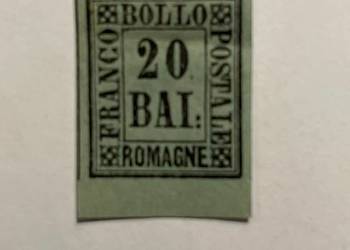 BOLLO
FRANCO
20
BAI:
POSTALE
ROMAGNE